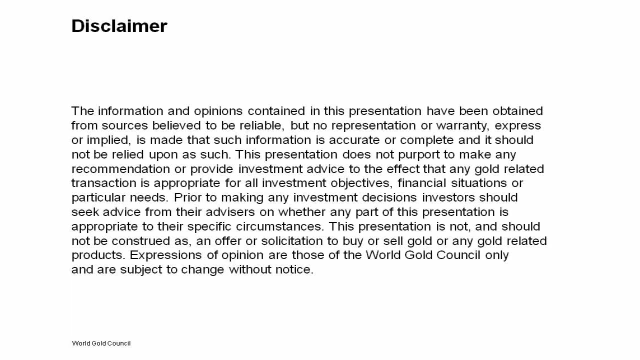 Disclaimer
The information and opinions contained in this presentation have been obtained
from sources believed to be reliable, but no representation or warranty, express
or implied, is made that such information is accurate or complete and it should
not be relied upon as such. This presentation does not purport to make any
recommendation or provide investment advice to the effect that any gold related
transaction is appropriate for all investment objectives, financial situations or
particular needs. Prior to making any investment decisions investors should
seek advice from their advisers on whether any part of this presentation is
appropriate to their specific circumstances. This presentation is not, and should
not be construed as, an offer or solicitation to buy or sell gold or any gold related
products. Expressions of opinion are those of the World Gold Council only
and are subject to change without notice.
World Gold Council